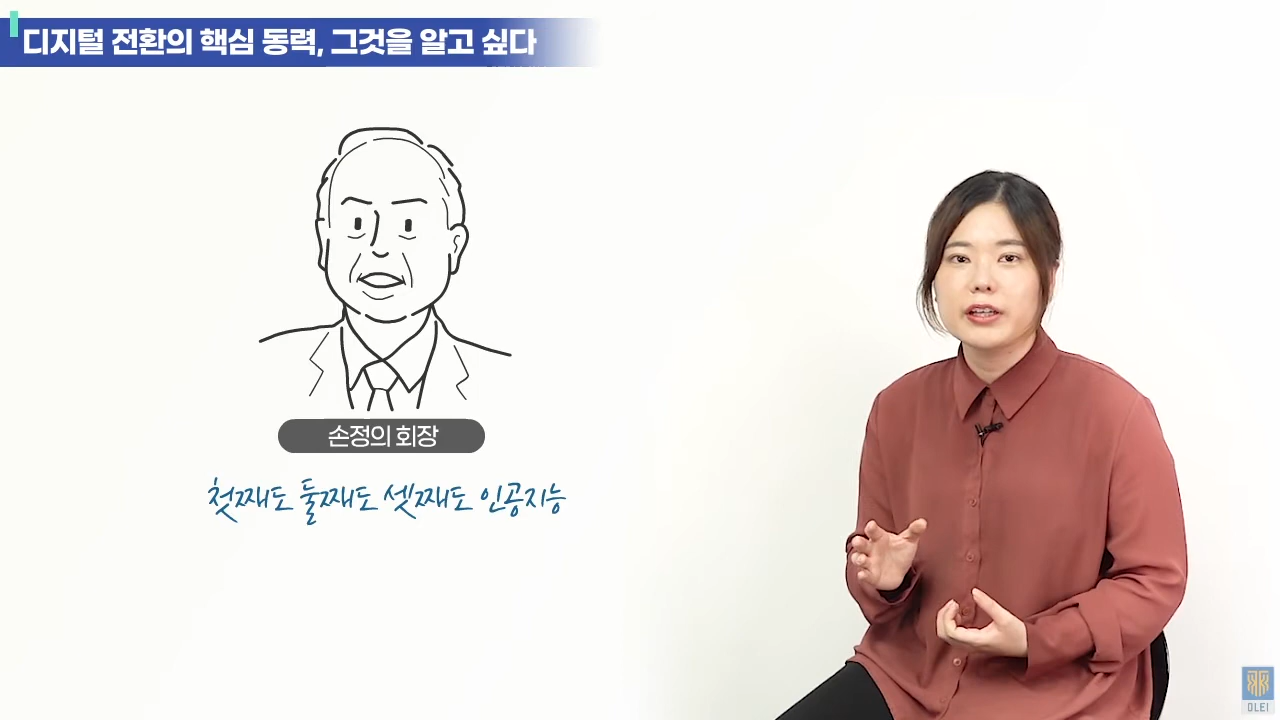 디지털 전환의 핵심 동력, 그것을 알고 싶다
손정의 회장
첫째도 둘째도 셋째도 인공지능
DLEI